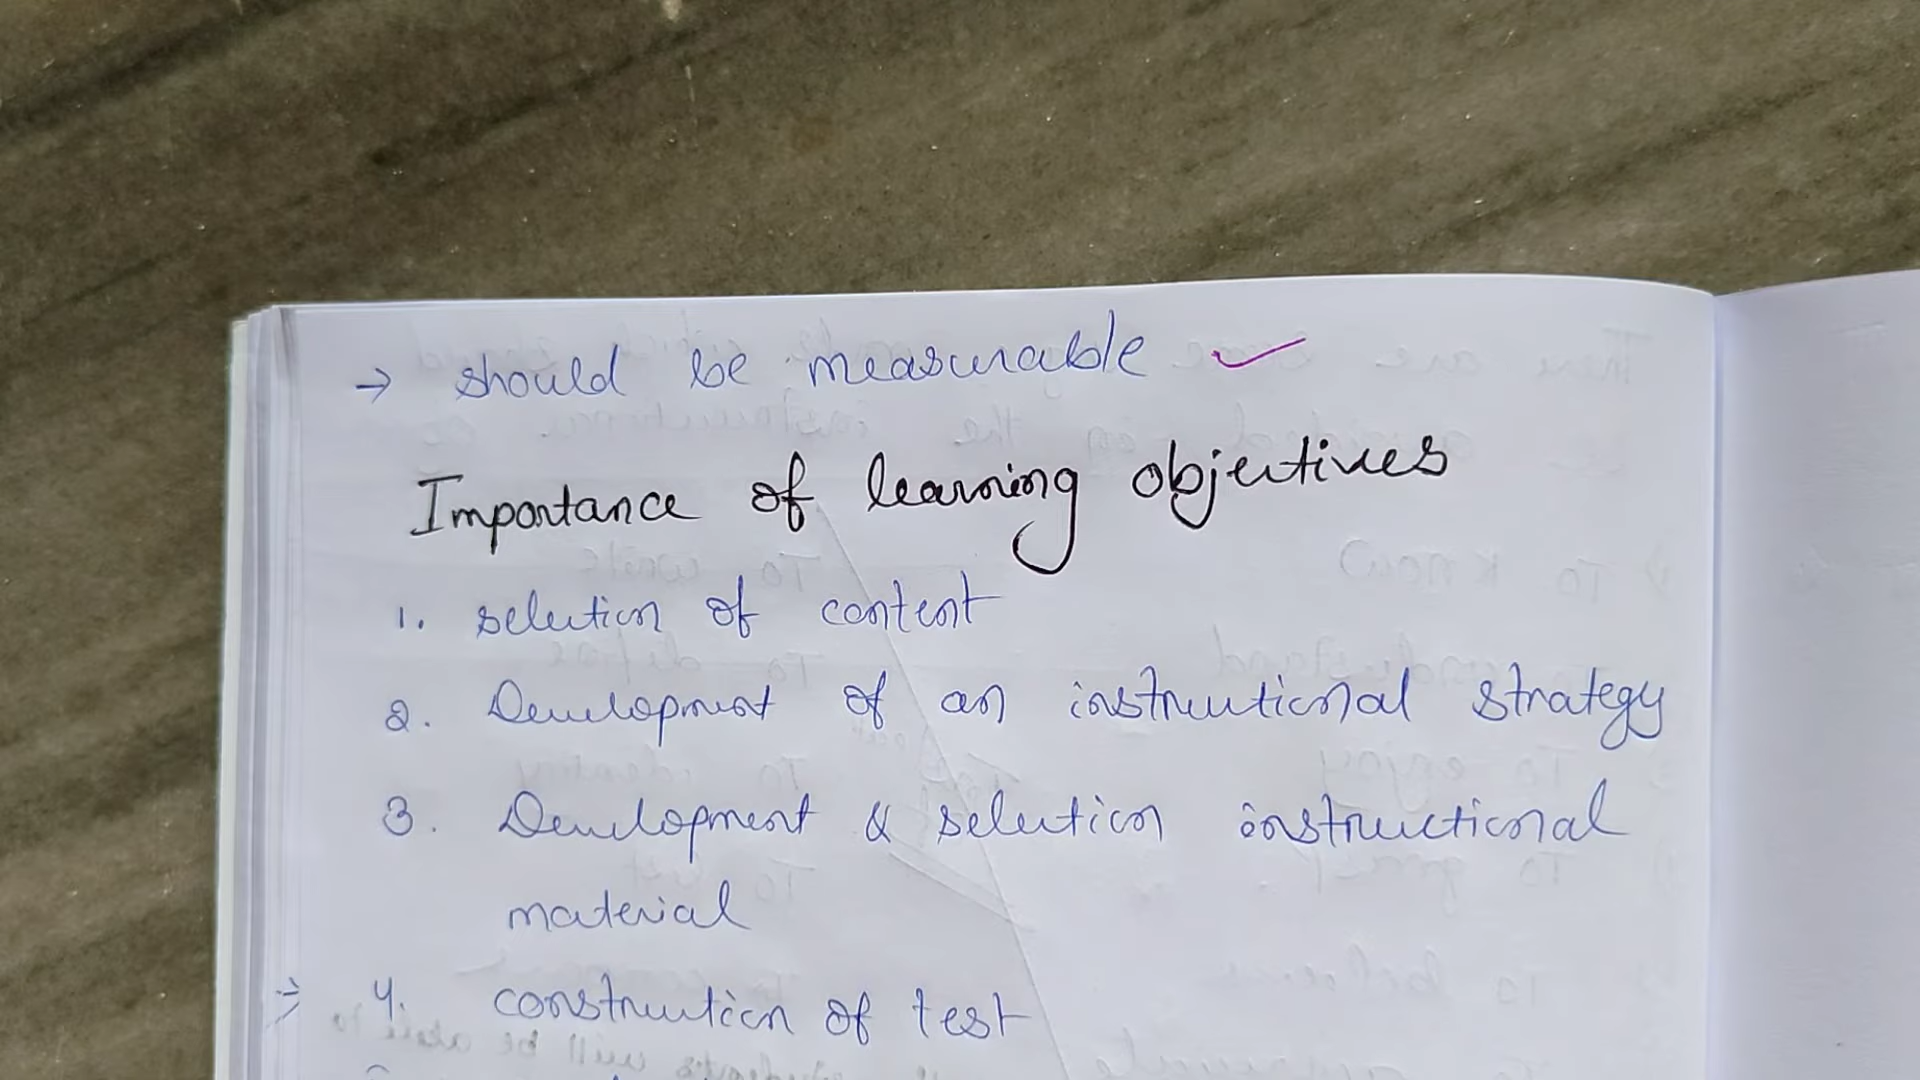 → should be measurable ✓
Importance of learning objectives
1. selection of content
2. Development of an instructional strategy
3. Development & selection instructional
material
4. construction of test